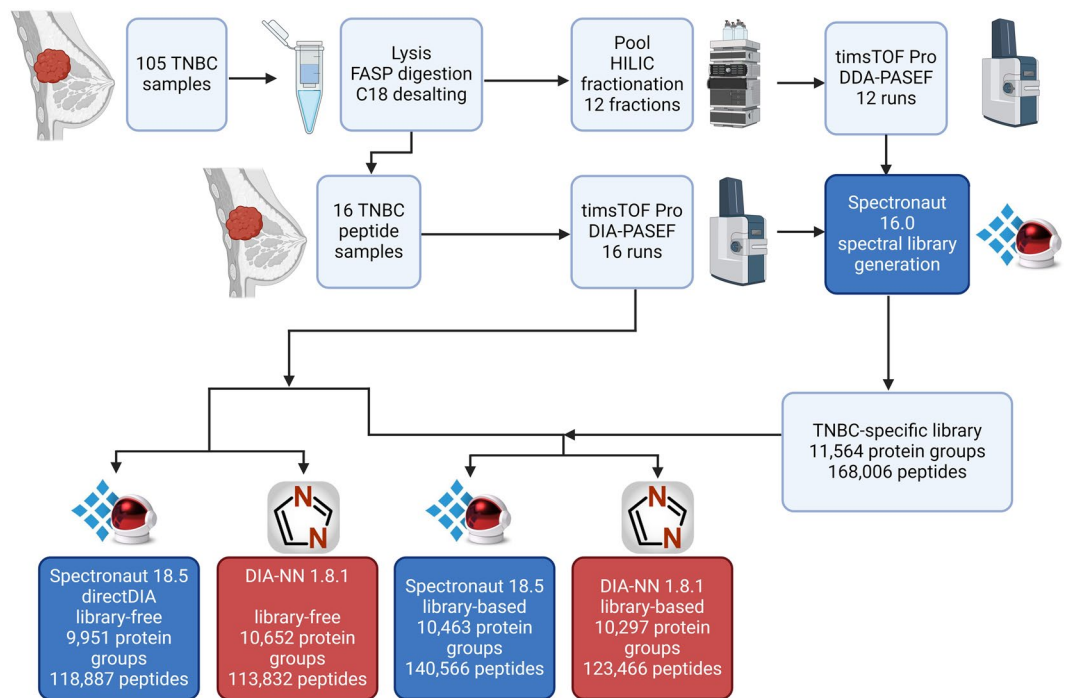 105 TNBC
samples
Lysis
FASP digestion
C18 desalting
Pool
HILIC
fractionation
12 fractions
timsTOF Pro
DDA-PASEF
12 runs
16 TNBC
peptide
samples
timsTOF Pro
DIA-PASEF
16 runs
Spectronaut
16.0
spectral library
generation
TNBC-specific library
11,564 protein groups
168,006 peptides
N
N
N
N
Spectronaut 18.5
directDIA
library-free
9,951 protein
groups
118,887 peptides
DIA-NN 1.8.1
library-free
10,652 protein
groups
113,832 peptides
Spectronaut 18.5
library-based
10,463 protein
groups
140,566 peptides
DIA-NN 1.8.1
library-based
10,297 protein
groups
123,466 peptides